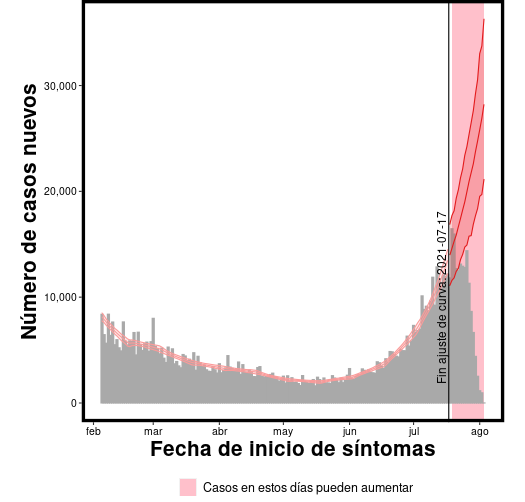 Número de casos nuevos
30,000
20,000
10,000
0
Fin ajuste de curva: 2021-07-17
feb mar abr may jun jul ago
Fecha de inicio de síntomas
Casos en estos días pueden aumentar